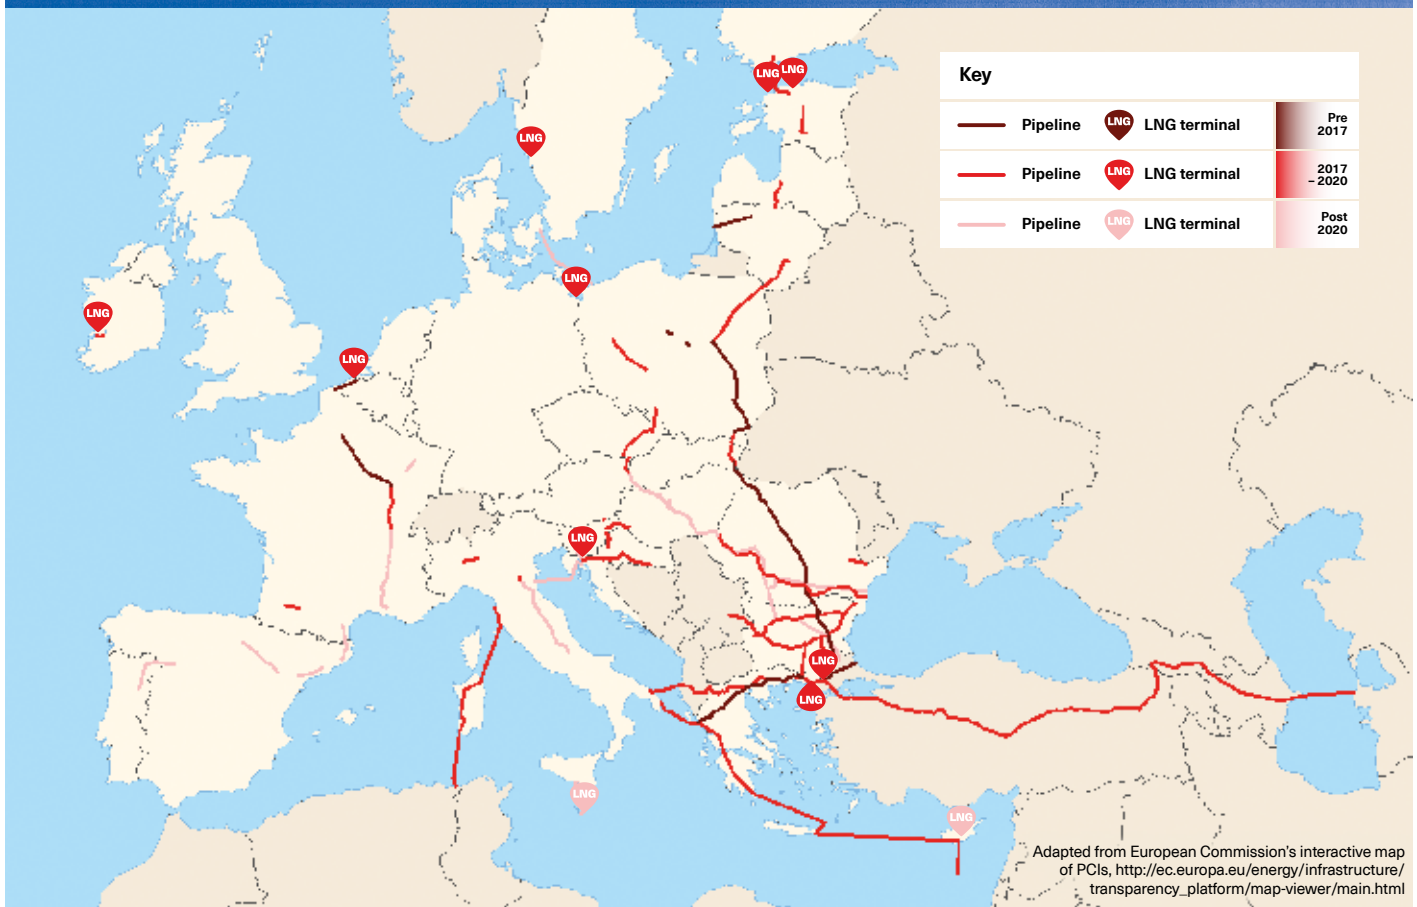 LNG
LNG
LNG
LNG
LNG
LNG
LNG
LNG
LNG
LNG
LNG
Key
Pipeline LNG LNG terminal Pre 2017
Pipeline LNG LNG terminal 2017 – 2020
Pipeline LNG LNG terminal Post 2020
Adapted from European Commission's interactive map
of PCIs, http://ec.europa.eu/energy/infrastructure/
transparency_platform/map-viewer/main.html